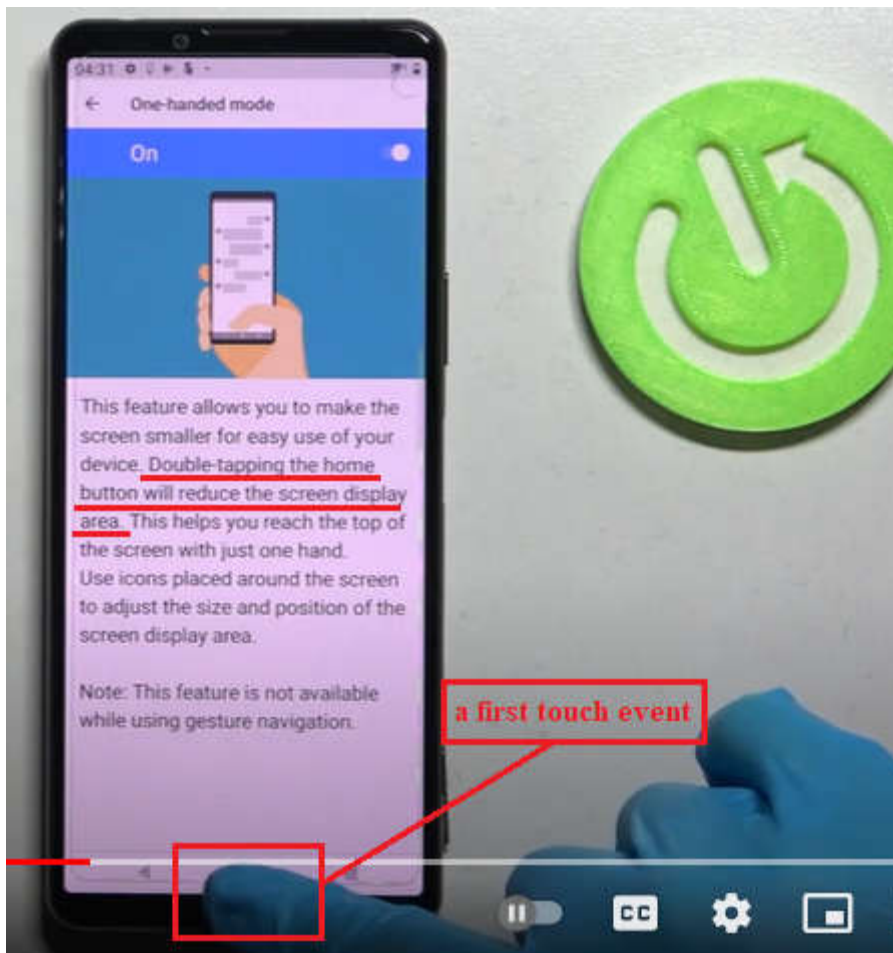 04:31
One-handed mode
On
This feature allows you to make the
screen smaller for easy use of your
device. Double-tapping the home
button will reduce the screen display
area. This helps you reach the top of
the screen with just one hand.
Use icons placed around the screen
to adjust the size and position of the
screen display area.
Note: This feature is not available
while using gesture navigation.
a first touch event
CC